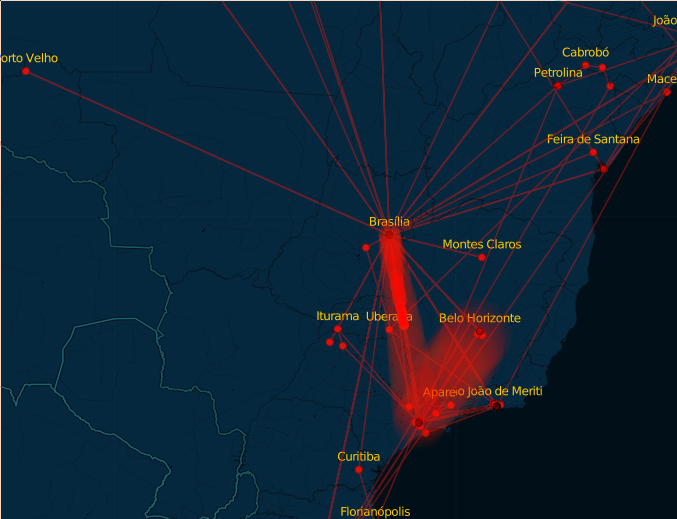 João
Cabrobó
orto Velho
Petrolina
Mace
Feira de Santana
Brasília
Montes Claros
Iturama
Uberaba
Belo Horizonte
Apare
o João de Meriti
Curitiba
Florianópolis